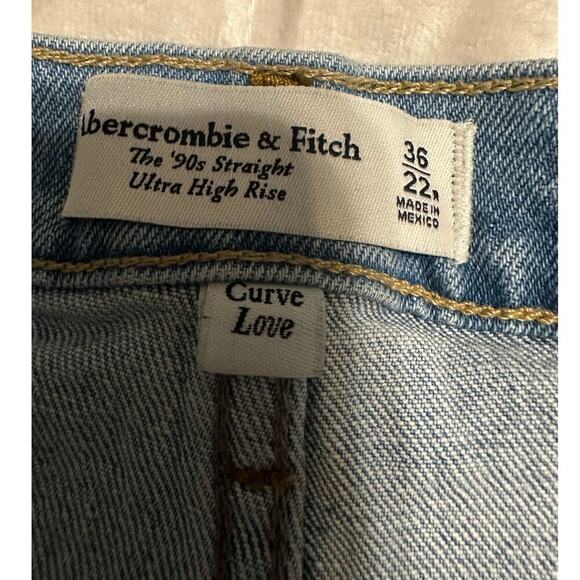 Abercrombie & Fitch
The '90s Straight
Ultra High Rise
36
22R
MADE IN
MEXICO
Curve
Love